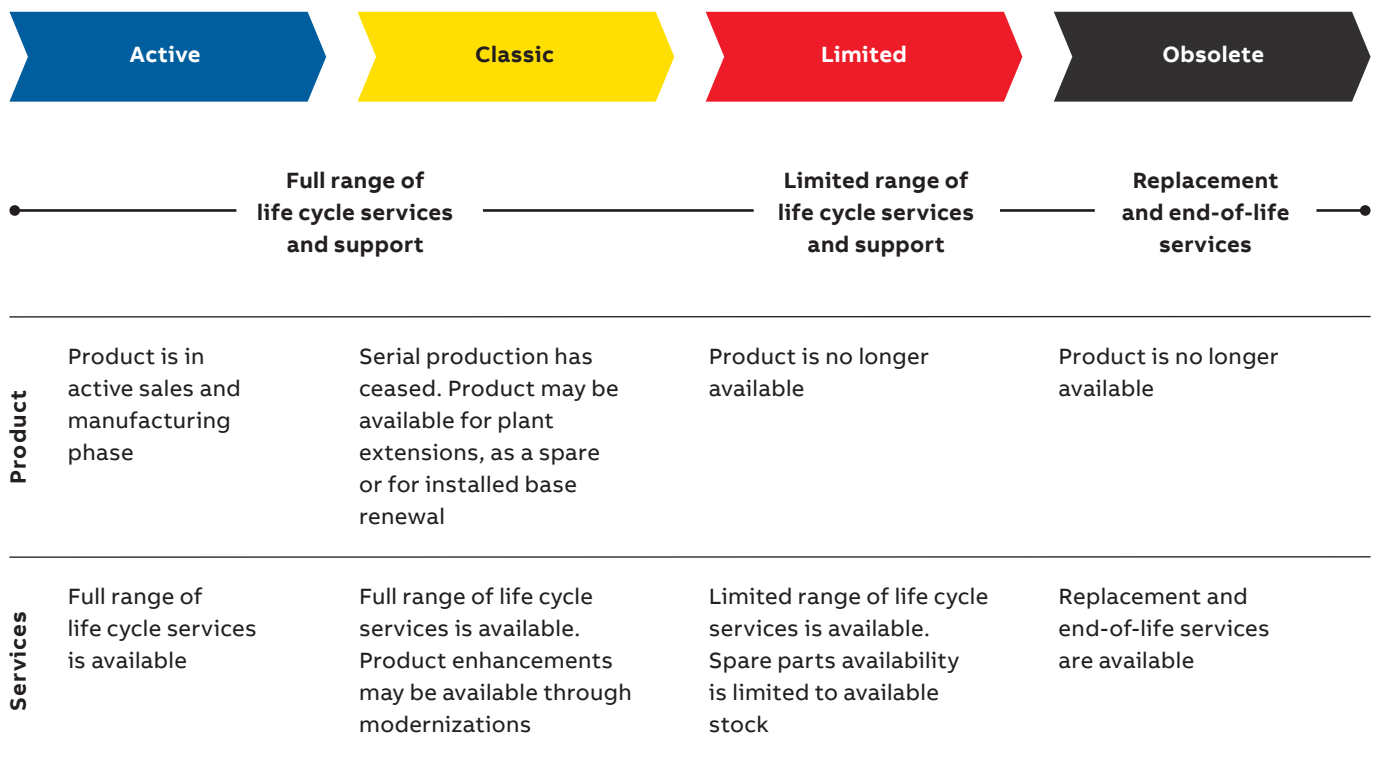 Active
Classic
Limited
Obsolete
Full range of
life cycle services
and support
Limited range of
life cycle services
and support
Replacement
and end-of-life
services
Product
Product is in
active sales and
manufacturing
phase
Serial production has
ceased. Product may be
available for plant
extensions, as a spare
or for installed base
renewal
Product is no longer
available
Product is no longer
available
Services
Full range of
life cycle services
is available
Full range of life cycle
services is available.
Product enhancements
may be available through
modernizations
Limited range of life cycle
services is available.
Spare parts availability
is limited to available
stock
Replacement and
end-of-life services
are available